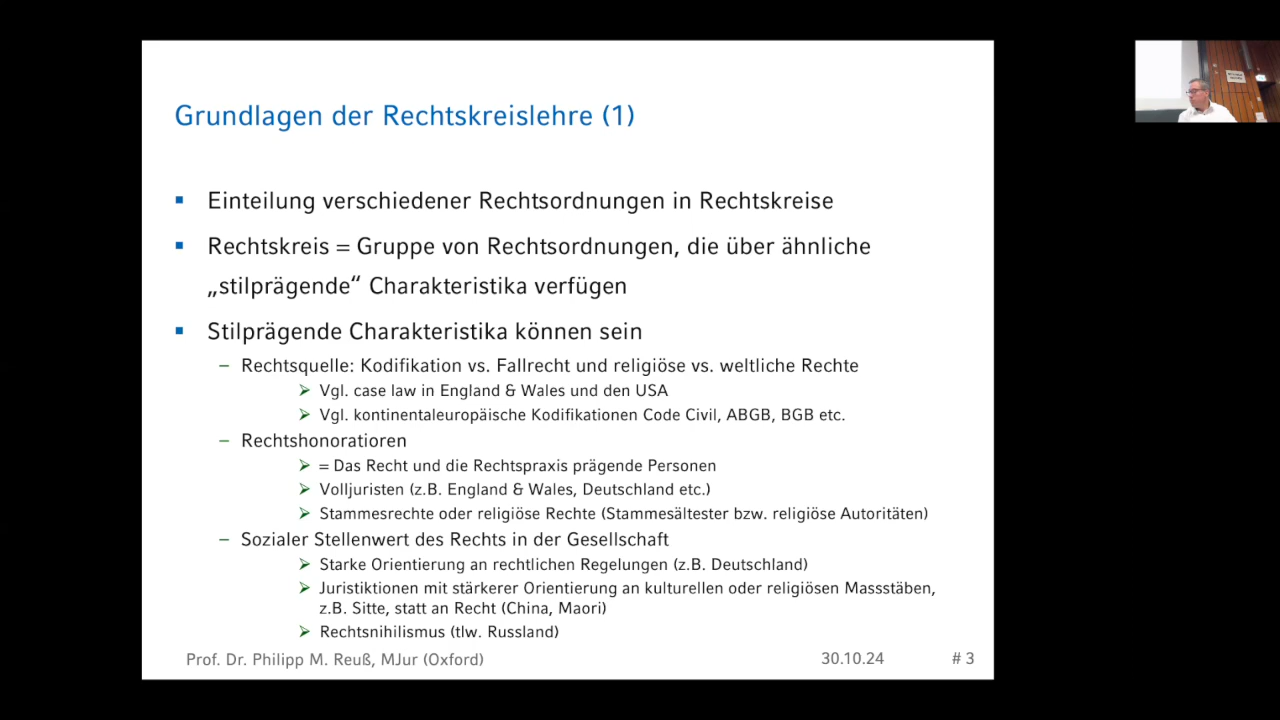 Grundlagen der Rechtskreislehre (1)
▪ Einteilung verschiedener Rechtsordnungen in Rechtskreise
▪ Rechtskreis = Gruppe von Rechtsordnungen, die über ähnliche
„stilprägende“ Charakteristika verfügen
▪ Stilprägende Charakteristika können sein
– Rechtsquelle: Kodifikation vs. Fallrecht und religiöse vs. weltliche Rechte
➢ Vgl. case law in England & Wales und den USA
➢ Vgl. kontinentaleuropäische Kodifikationen Code Civil, ABGB, BGB etc.
– Rechtshonoratioren
➢ = Das Recht und die Rechtspraxis prägende Personen
➢ Volljuristen (z.B. England & Wales, Deutschland etc.)
➢ Stammesrechte oder religiöse Rechte (Stammesältester bzw. religiöse Autoritäten)
– Sozialer Stellenwert des Rechts in der Gesellschaft
➢ Starke Orientierung an rechtlichen Regelungen (z.B. Deutschland)
➢ Juristiktionen mit stärkerer Orientierung an kulturellen oder religiösen Massstäben,
z.B. Sitte, statt an Recht (China, Maori)
➢ Rechtsnihilismus (tlw. Russland)
Prof. Dr. Philipp M. Reuß, MJur (Oxford) 30.10.24 # 3